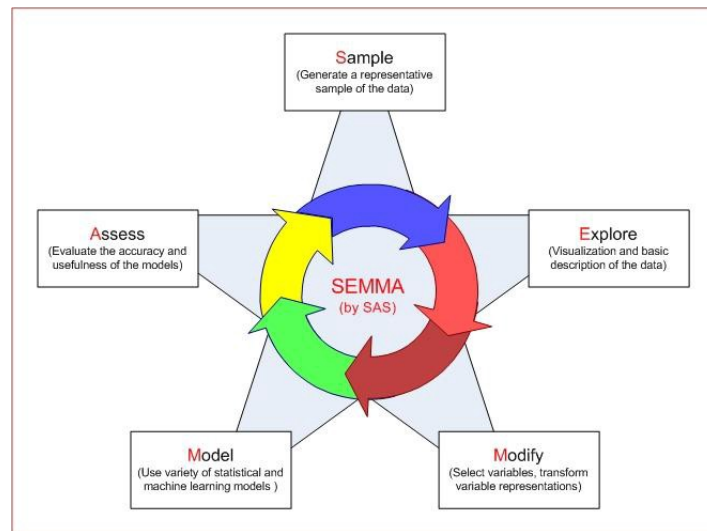 Sample
(Generate a representative
sample of the data)
Assess
(Evaluate the accuracy and
usefulness of the models)
Explore
(Visualization and basic
description of the data)
SEMMA
(by SAS)
Model
(Use variety of statistical and
machine learning models )
Modify
(Select variables, transform
variable representations)